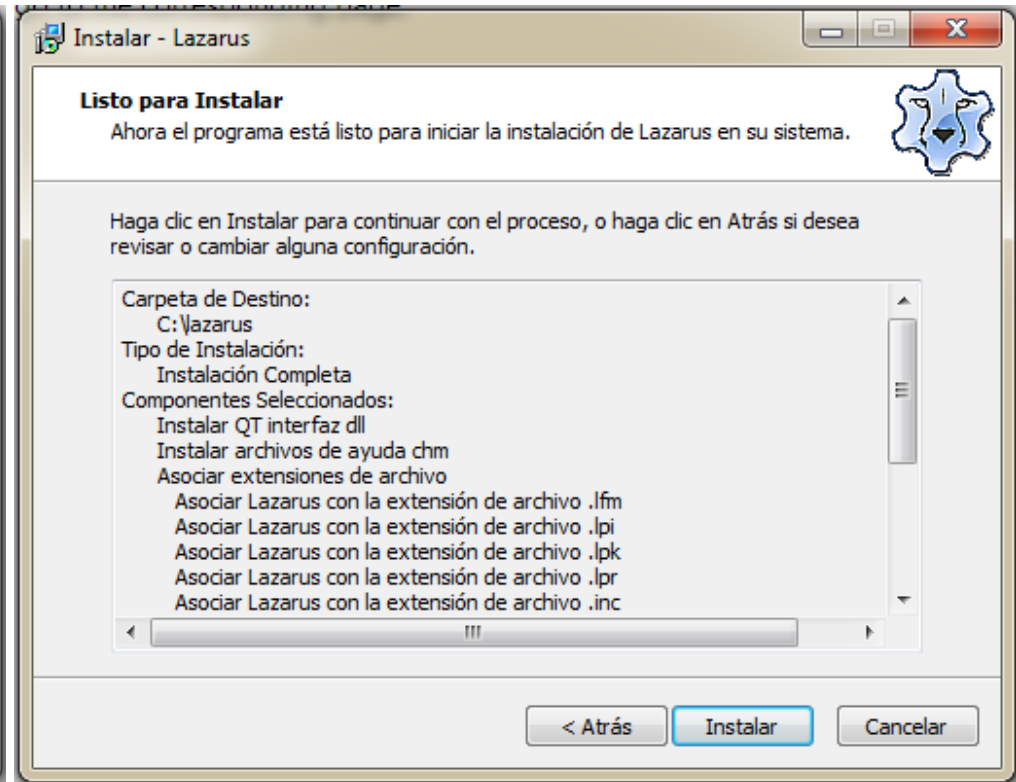 Instalar - Lazarus
Listo para Instalar
Ahora el programa está listo para iniciar la instalación de Lazarus en su sistema.
Haga clic en Instalar para continuar con el proceso, o haga clic en Atrás si desea
revisar o cambiar alguna configuración.
Carpeta de Destino:
C:\lazarus
Tipo de Instalación:
Instalación Completa
Componentes Seleccionados:
Instalar QT interfaz dll
Instalar archivos de ayuda chm
Asociar extensiones de archivo
Asociar Lazarus con la extensión de archivo .lfm
Asociar Lazarus con la extensión de archivo .lpi
Asociar Lazarus con la extensión de archivo .lpk
Asociar Lazarus con la extensión de archivo .lpr
Asociar Lazarus con la extensión de archivo .inc
< Atrás
Instalar
Cancelar